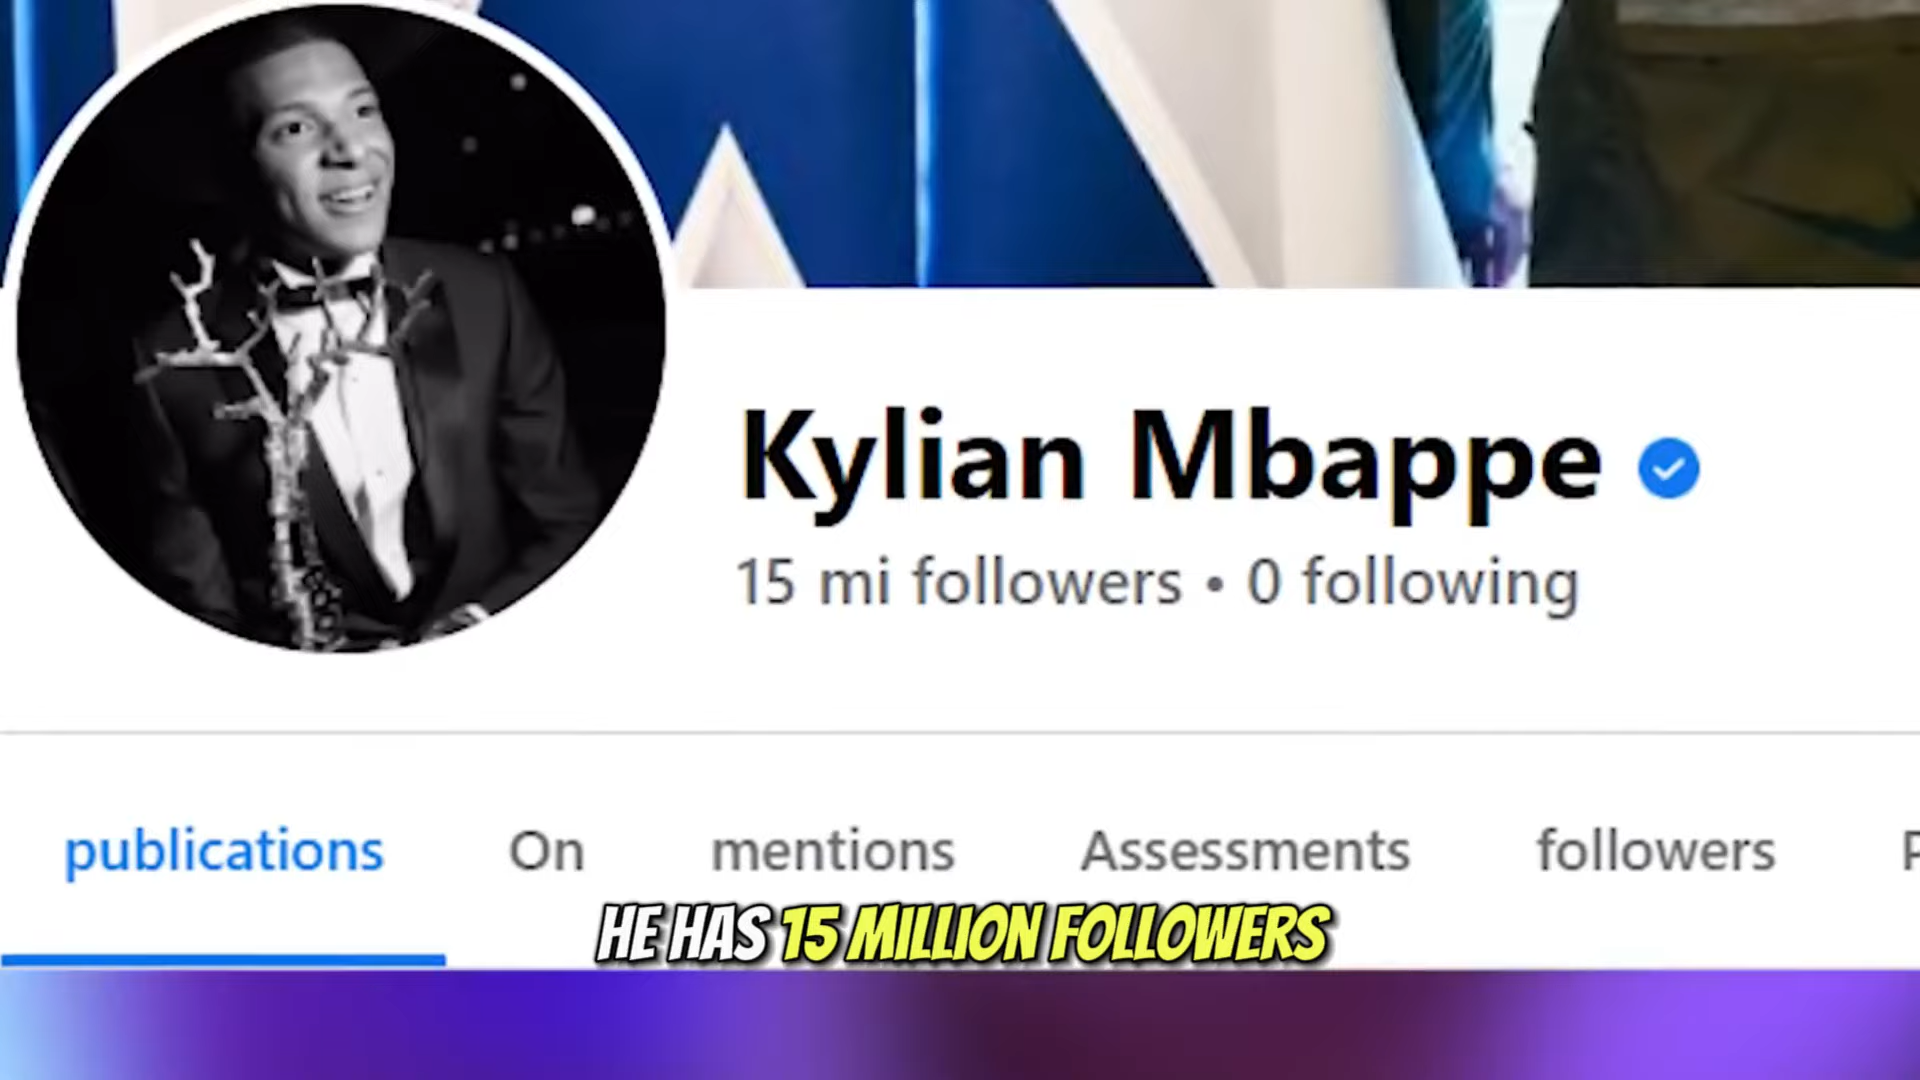 Kylian Mbappe
15 mi followers • 0 following
publications On mentions Assessments followers
HE HAS 15 MILLION FOLLOWERS